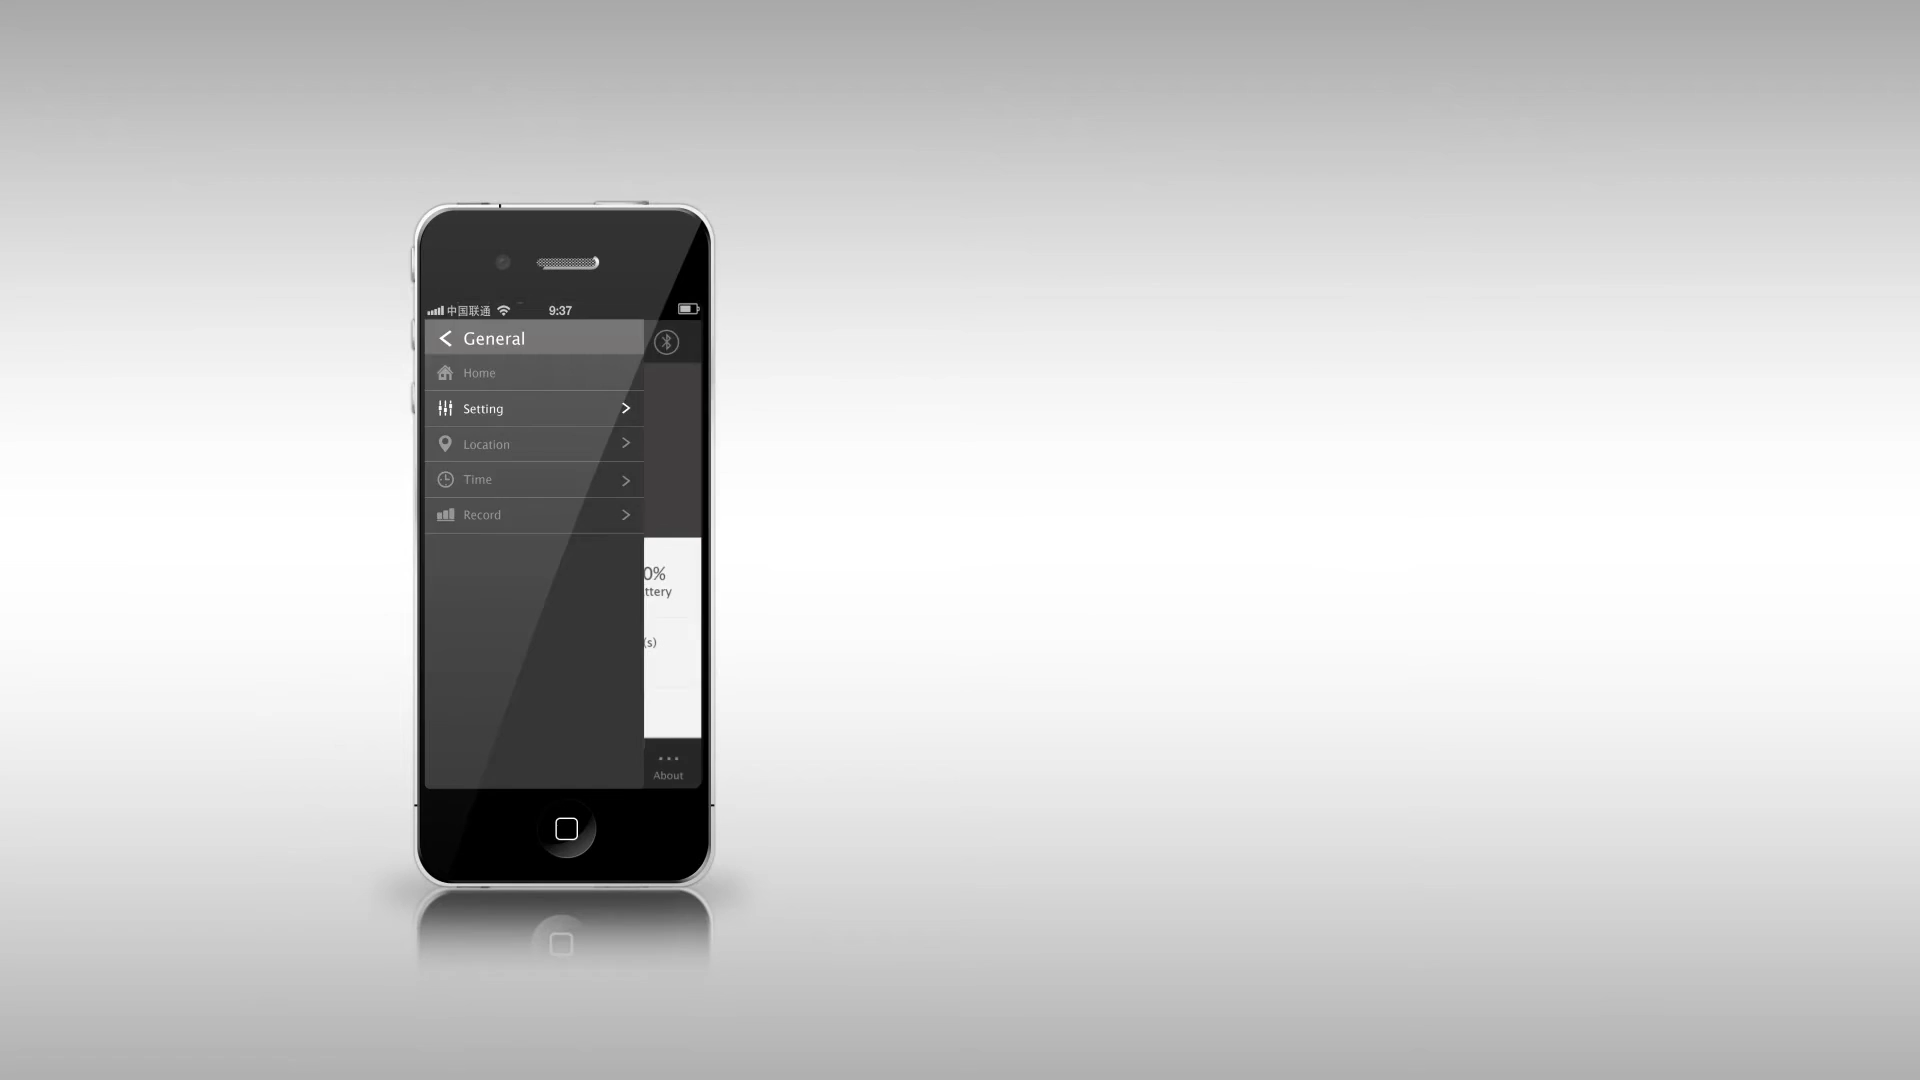 中国联通 9:37
General
Home
Setting
Location
Time
Record
0%
ttery
(s)
About